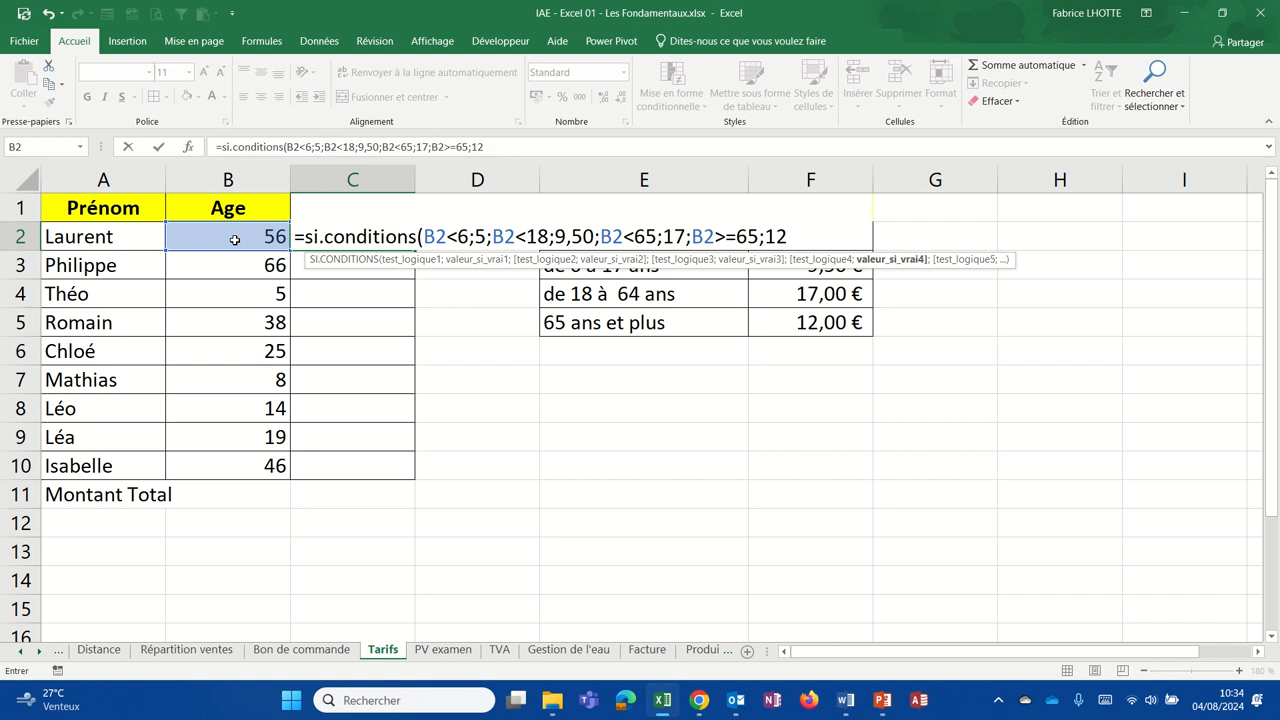 IAE - Excel 01 - Les Fondamentaux.xlsx - Excel
Fabrice LHOTTE
Fichier Accueil Insertion Mise en page Formules Données Révision Affichage Développeur Aide Power Pivot Dites-nous ce que vous voulez faire
Partager
Coller
11
G I S
Renvoyer à la ligne automatiquement
Fusionner et centrer
Standard
Mise en forme conditionnelle
Mettre sous forme de tableau
Styles de cellules
Insérer Supprimer Format
Somme automatique
Recopier
Effacer
Trier et filtrer
Rechercher et sélectionner
Presse-papiers Police Alignement Nombre Styles Cellules Édition
B2 =si.conditions(B2<6;5;B2<18;9,50;B2<65;17;B2>=65;12
A B C D E F G H I
1 Prénom Age
2 Laurent 56 =si.conditions(B2<6;5;B2<18;9,50;B2<65;17;B2>=65;12
SI.CONDITIONS(test_logique1; valeur_si_vrai1; [test_logique2; valeur_si_vrai2]; [test_logique3; valeur_si_vrai3]; [test_logique4; valeur_si_vrai4]; [test_logique5; ...)
3 Philippe 66
4 Théo 5 de 18 à 64 ans 17,00 €
5 Romain 38 65 ans et plus 12,00 €
6 Chloé 25
7 Mathias 8
8 Léo 14
9 Léa 19
10 Isabelle 46
11 Montant Total
12
13
14
15
16
... Distance Répartition ventes Bon de commande Tarifs PV examen TVA Gestion de l'eau Facture Produi ...
Entrer
180 %
27°C
Venteux
Rechercher
10:34
04/08/2024